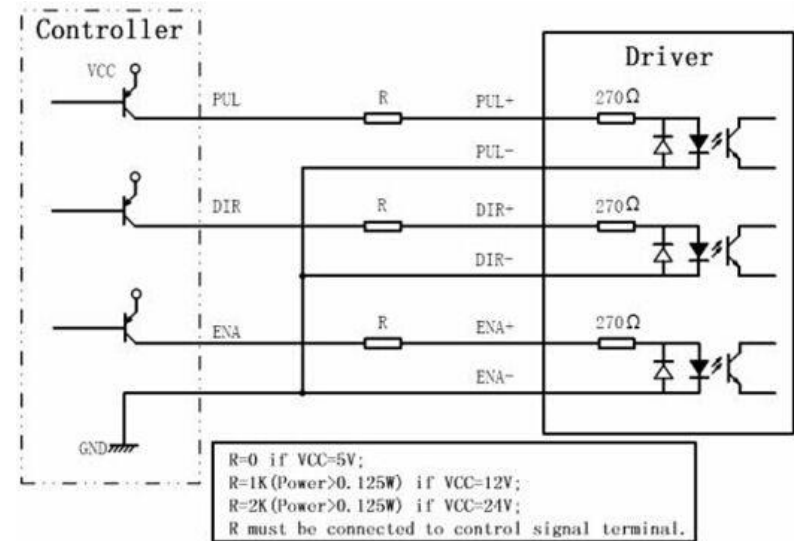 Controller
Driver
VCC
PUL
R
PUL+
270Ω
PUL-
DIR
R
DIR+
270Ω
DIR-
ENA
R
ENA+
270Ω
ENA-
GND
R=0 if VCC=5V;
R=1K(Power>0.125W) if VCC=12V;
R=2K(Power>0.125W) if VCC=24V;
R must be connected to control signal terminal.